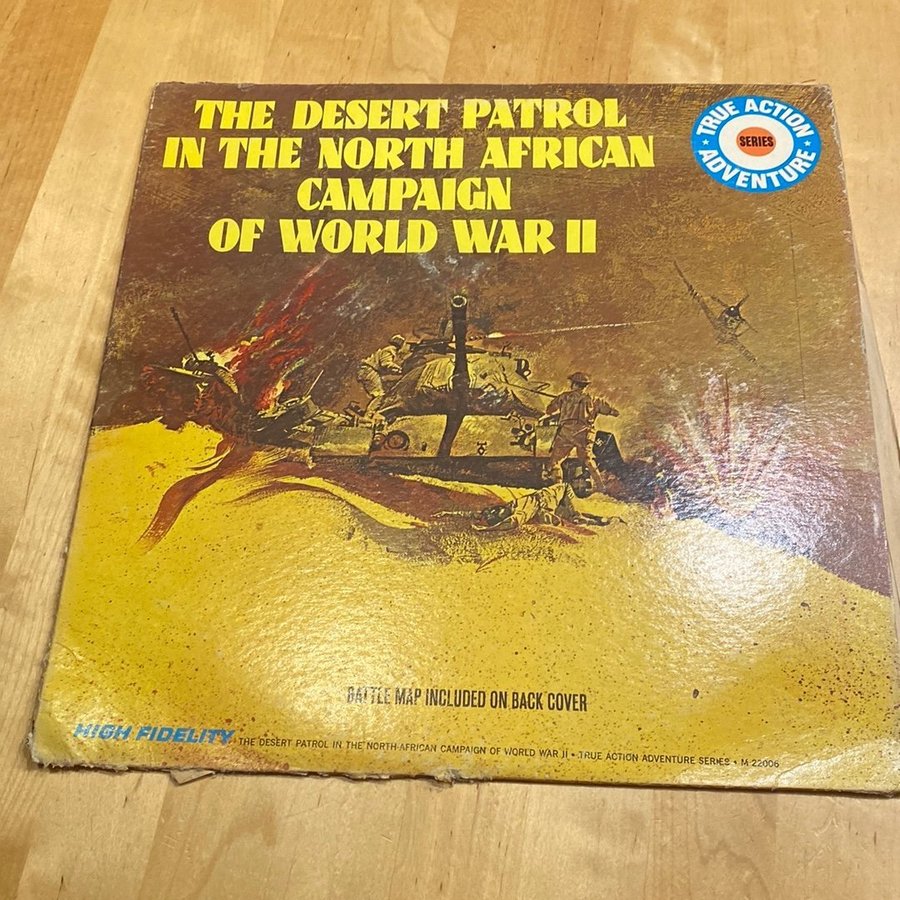 THE DESERT PATROL
IN THE NORTH AFRICAN
CAMPAIGN
OF WORLD WAR II
TRUE ACTION
SERIES
ADVENTURE
BATTLE MAP INCLUDED ON BACK COVER
HIGH FIDELITY • THE DESERT PATROL IN THE NORTH AFRICAN CAMPAIGN OF WORLD WAR II • TRUE ACTION ADVENTURE SERIES • M 22006